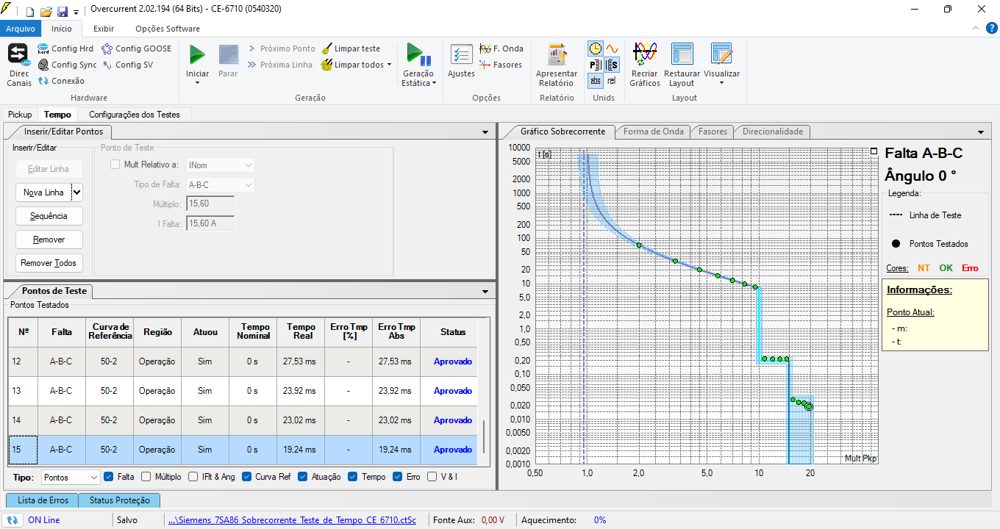 Overcurrent 2.02.194 (64 Bits) - CE-6710 (0540320)
Arquivo Início Exibir Opções Software
Direc Canais
Config Hrd
Config Sync
Conexão
Config GOOSE
Config SV
Hardware
Iniciar
Parar
Próximo Ponto
Próxima Linha
Limpar teste
Limpar todos
Geração Estática
Geração
Ajustes
F. Onda
Fasores
Opções
Apresentar Relatório
Relatório
abs rel
Unids
Recriar Gráficos
Restaurar Layout
Visualizar
Layout
Pickup Tempo Configurações dos Testes
Inserir/Editar Pontos
Inserir/Editar
Editar Linha
Nova Linha
Sequência
Remover
Remover Todos
Ponto de Teste
Mult Relativo a: INom
Tipo de Falta: A-B-C
Múltiplo: 15,60
I Falta: 15,60 A
Pontos de Teste
Pontos Testados
Nº Falta Curva de Referência Região Atuou Tempo Nominal Tempo Real Erro Tmp [%] Erro Tmp Abs Status
12 A-B-C 50-2 Operação Sim 0 s 27,53 ms - 27,53 ms Aprovado
13 A-B-C 50-2 Operação Sim 0 s 23,92 ms - 23,92 ms Aprovado
14 A-B-C 50-2 Operação Sim 0 s 23,02 ms - 23,02 ms Aprovado
15 A-B-C 50-2 Operação Sim 0 s 19,24 ms - 19,24 ms Aprovado
Tipo: Pontos Falta Múltiplo IFlt & Ang Curva Ref Atuação Tempo Erro V & I
Gráfico Sobrecorrente Forma de Onda Fasores Direcionalidade
t [s]
10000
5000
2000
1000
500
200
100
50
20
10
5,0
2,0
1,0
0,50
0,20
0,10
0,050
0,020
0,010
0,0050
0,0020
0,0010
Mult Pkp
0,50 1,0 2,0 5,0 10 20
Falta A-B-C
Ângulo 0 °
Legenda:
Linha de Teste
Pontos Testados
Cores: NT OK Erro
Informações:
Ponto Atual:
- m:
- t:
Lista de Erros Status Proteção
ON Line Salvo ...\Siemens_7SA86_Sobrecorrente_Teste_de_Tempo_CE_6710.ctSc Fonte Aux: 0,00 V Aquecimento: 0%